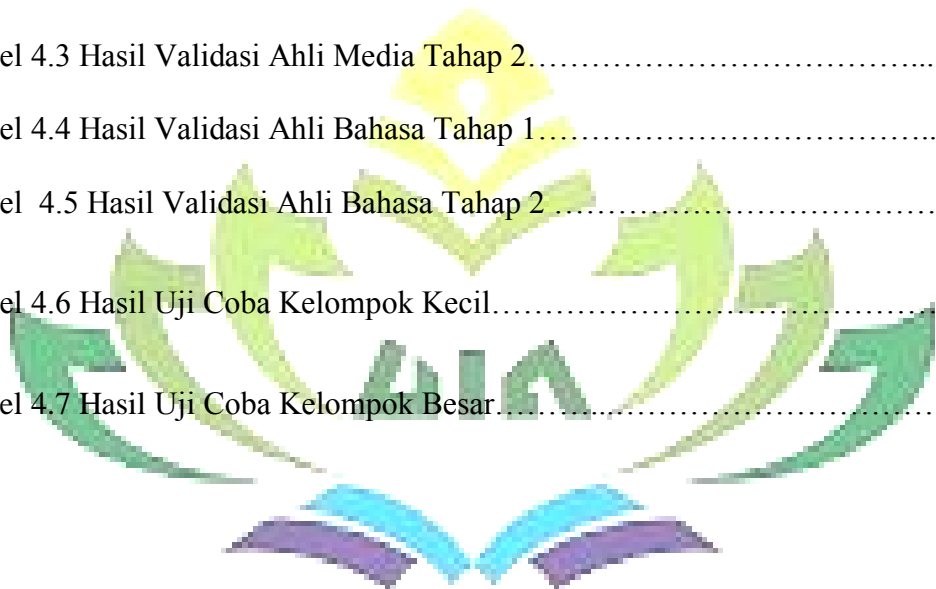 el 4.3 Hasil Validasi Ahli Media Tahap 2……………………………………...
el 4.4 Hasil Validasi Ahli Bahasa Tahap 1…………………………………..
el  4.5 Hasil Validasi Ahli Bahasa Tahap 2 ………………………………
el 4.6 Hasil Uji Coba Kelompok Kecil……………………………………..
el 4.7 Hasil Uji Coba Kelompok Besar……………………………………
UIN